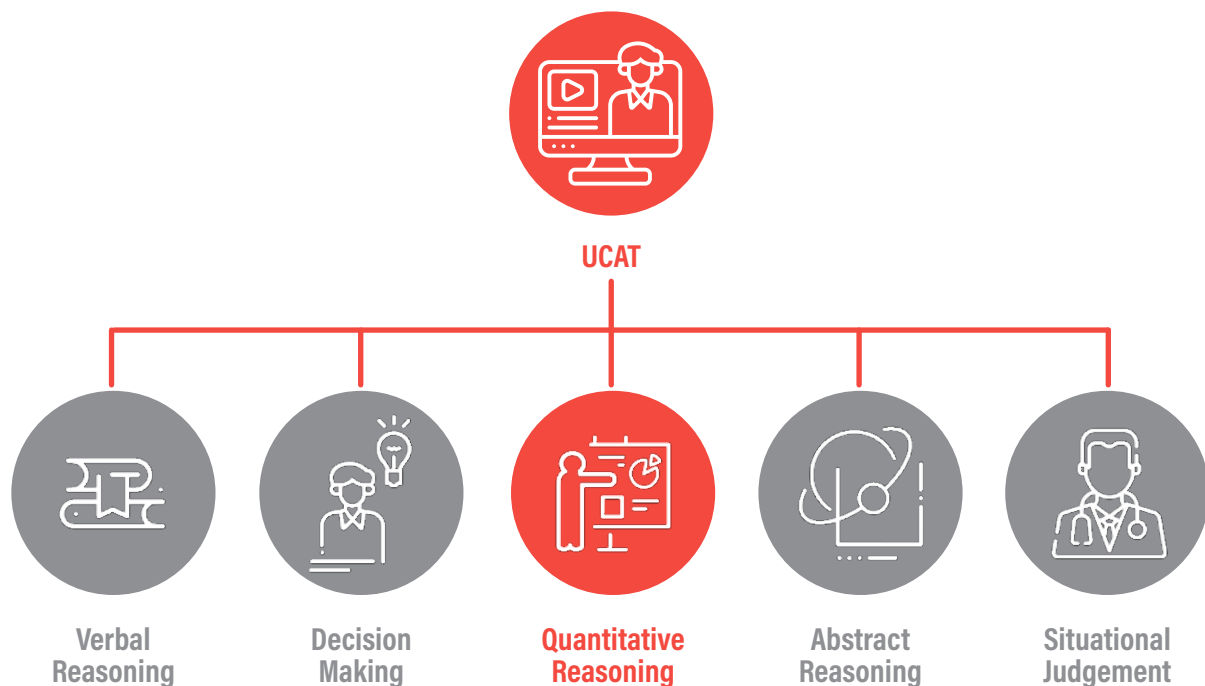 UCAT
Verbal
Reasoning
Decision
Making
Quantitative
Reasoning
Abstract
Reasoning
Situational
Judgement